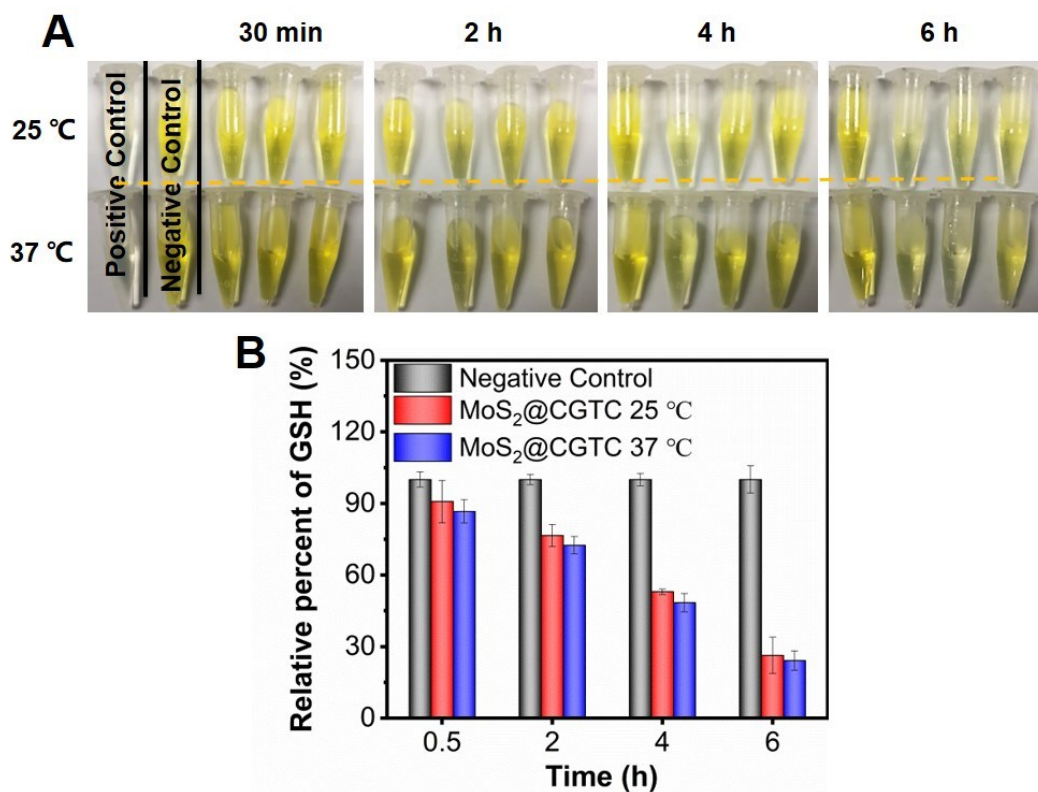 A
30 min 2 h 4 h 6 h
25 ℃
Positive Control
Negative Control
37 ℃
B
Relative percent of GSH (%)
150
120
90
60
30
0
Negative Control
MoS₂@CGTC 25 ℃
MoS₂@CGTC 37 ℃
0.5 2 4 6
Time (h)